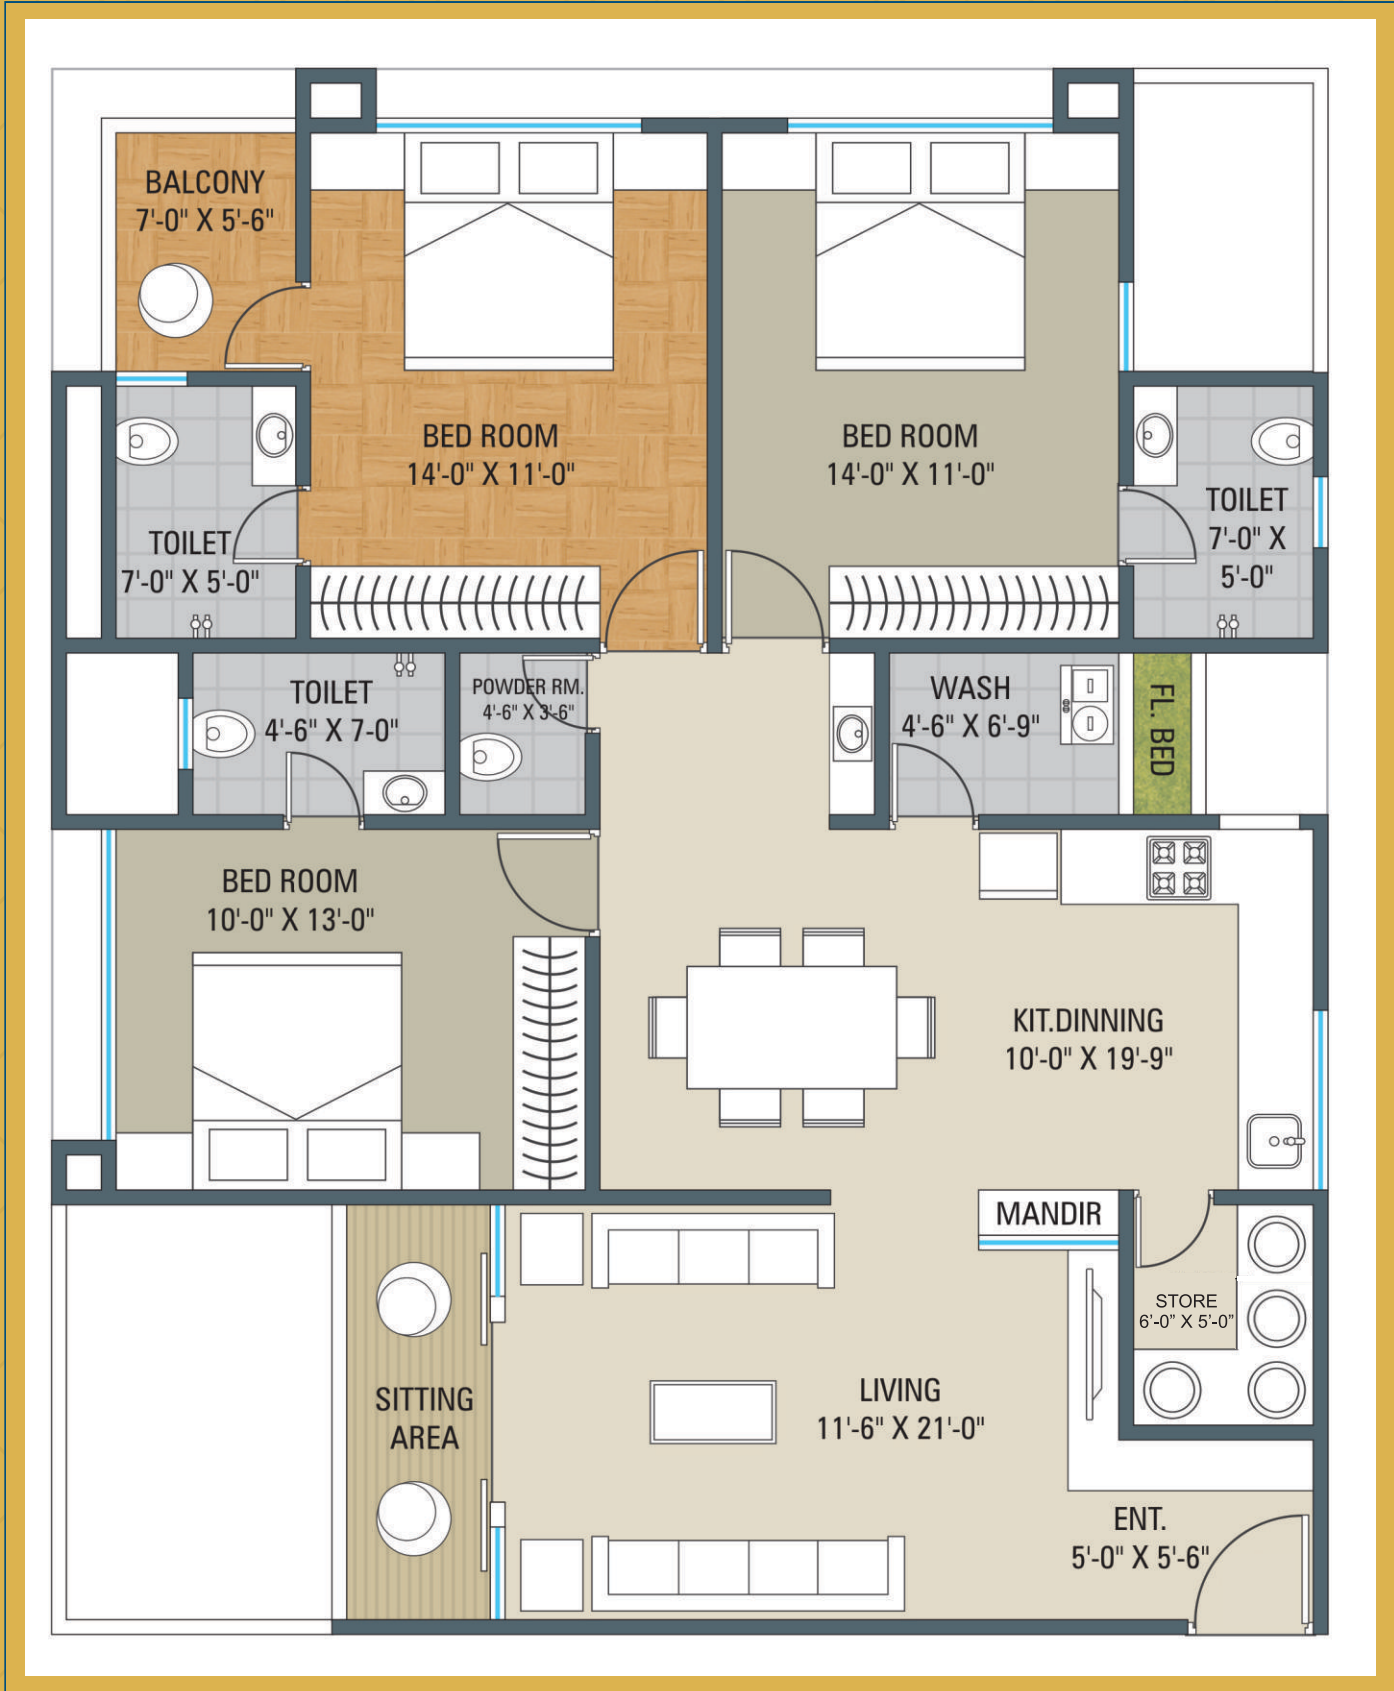 BALCONY
7'-0" X 5'-6"
BED ROOM
14'-0" X 11'-0"
BED ROOM
14'-0" X 11'-0"
TOILET
7'-0" X 5'-0"
TOILET
7'-0" X
5'-0"
TOILET
4'-6" X 7'-0"
POWDER RM.
4'-6" X 3'-6"
WASH
4'-6" X 6'-9"
FL. BED
BED ROOM
10'-0" X 13'-0"
KIT.DINNING
10'-0" X 19'-9"
MANDIR
STORE
6'-0" X 5'-0"
SITTING
AREA
LIVING
11'-6" X 21'-0"
ENT.
5'-0" X 5'-6"